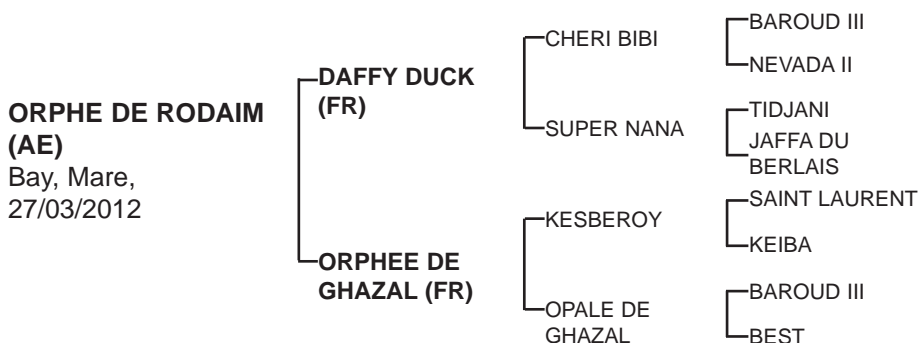 ORPHE DE RODAIM
(AE)
Bay, Mare,
27/03/2012
DAFFY DUCK
(FR)
ORPHEE DE
GHAZAL (FR)
CHERI BIBI
SUPER NANA
KESBEROY
OPALE DE
GHAZAL
BAROUD III
NEVADA II
TIDJANI
JAFFA DU
BERLAIS
SAINT LAURENT
KEIBA
BAROUD III
BEST